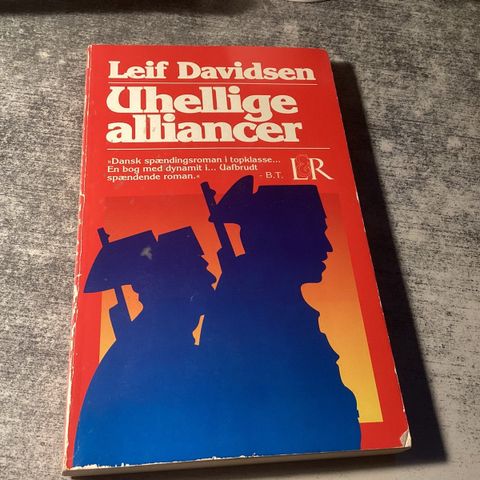 Leif Davidsen
Uhellige
alliancer
»Dansk spændingsroman i topklasse...
En bog med dynamit i... Uafbrudt
spændende roman.«
- B.T.
L&R